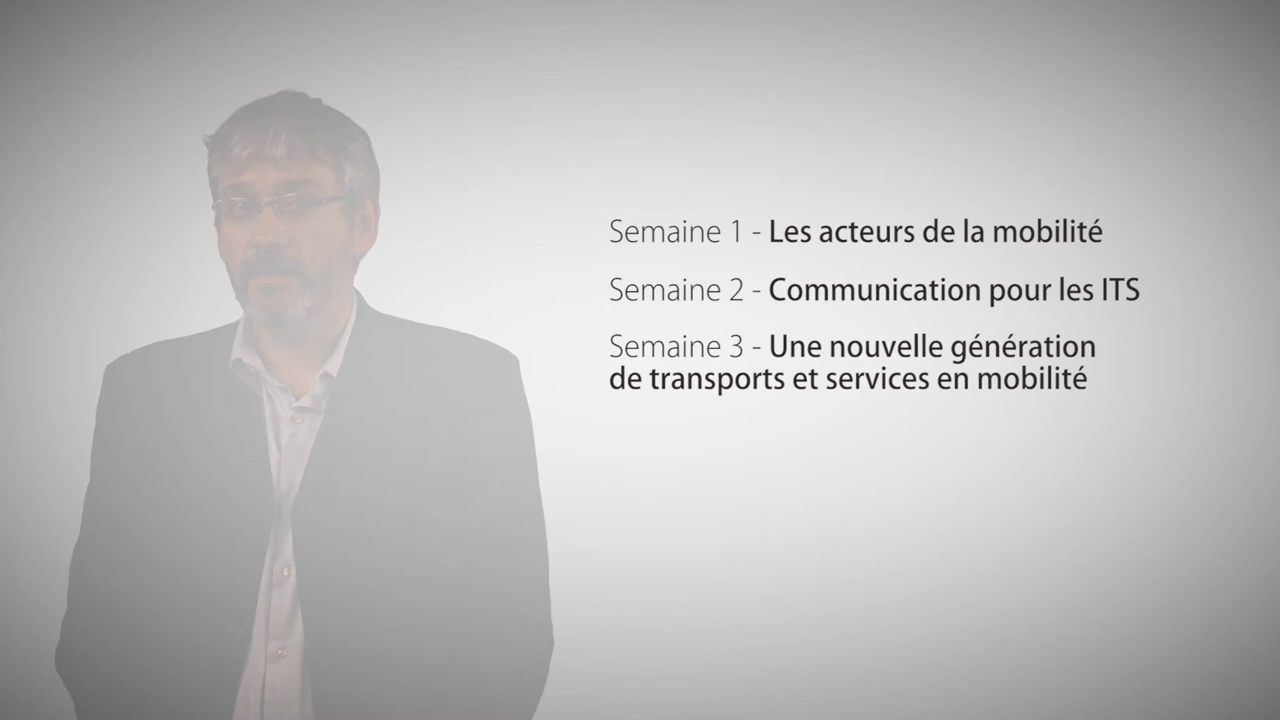 Semaine 1 - Les acteurs de la mobilité
Semaine 2 - Communication pour les ITS
Semaine 3 - Une nouvelle génération
de transports et services en mobilité